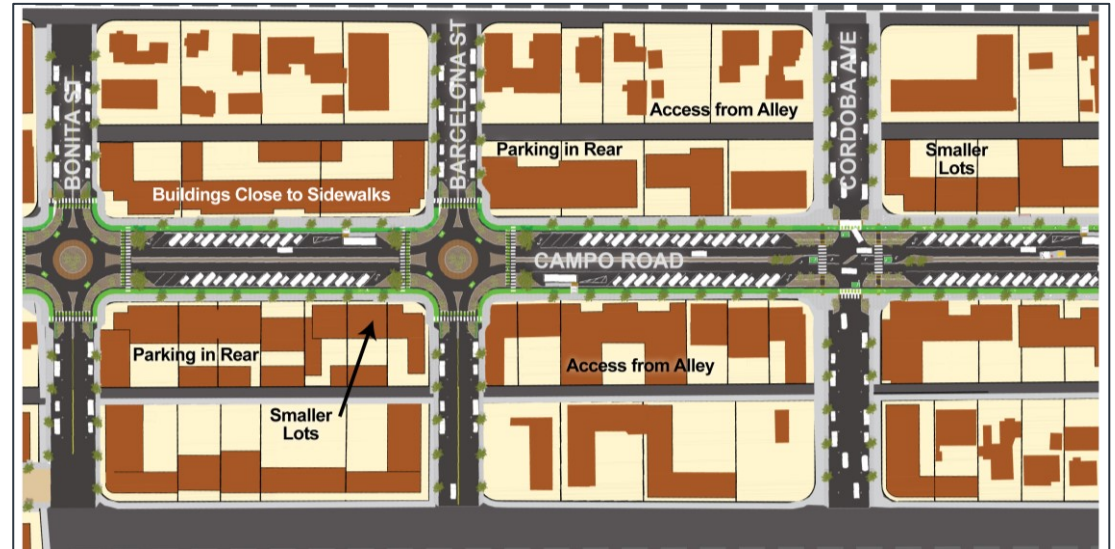 BONITA ST
BARCELONA ST
CORDOBA AVE
Access from Alley
Parking in Rear
Smaller
Lots
Buildings Close to Sidewalks
CAMPO ROAD
Parking in Rear
Access from Alley
Smaller
Lots